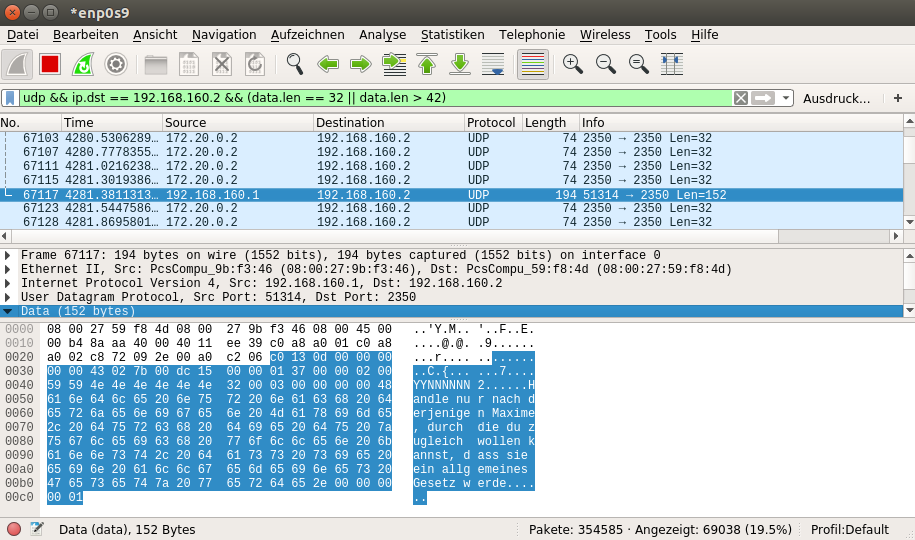 *enp0s9
Datei Bearbeiten Ansicht Navigation Aufzeichnen Analyse Statistiken Telephonie Wireless Tools Hilfe
udp && ip.dst == 192.168.160.2 && (data.len == 32 || data.len > 42) Ausdruck... +
No. Time Source Destination Protocol Length Info
67103 4280.5306289… 172.20.0.2 192.168.160.2 UDP 74 2350 → 2350 Len=32
67107 4280.7778355… 172.20.0.2 192.168.160.2 UDP 74 2350 → 2350 Len=32
67111 4281.0216238… 172.20.0.2 192.168.160.2 UDP 74 2350 → 2350 Len=32
67115 4281.3019386… 172.20.0.2 192.168.160.2 UDP 74 2350 → 2350 Len=32
67117 4281.3811313… 192.168.160.1 192.168.160.2 UDP 194 51314 → 2350 Len=152
67123 4281.5447586… 172.20.0.2 192.168.160.2 UDP 74 2350 → 2350 Len=32
67128 4281.8695801… 172.20.0.2 192.168.160.2 UDP 74 2350 → 2350 Len=32
Frame 67117: 194 bytes on wire (1552 bits), 194 bytes captured (1552 bits) on interface 0
Ethernet II, Src: PcsCompu_9b:f3:46 (08:00:27:9b:f3:46), Dst: PcsCompu_59:f8:4d (08:00:27:59:f8:4d)
Internet Protocol Version 4, Src: 192.168.160.1, Dst: 192.168.160.2
User Datagram Protocol, Src Port: 51314, Dst Port: 2350
Data (152 bytes)
0000 08 00 27 59 f8 4d 08 00 27 9b f3 46 08 00 45 00 ..'Y.M.. '..F..E.
0010 00 b4 8a aa 40 00 40 11 ee 39 c0 a8 a0 01 c0 a8 ....@.@. .9......
0020 a0 02 c8 72 09 2e 00 a0 c2 06 c0 13 0d 00 00 00 ...r.... ........
0030 00 00 43 02 7b 00 dc 15 00 00 01 37 00 00 02 00 ..C.{... ...7....
0040 59 59 4e 4e 4e 4e 4e 4e 32 00 03 00 00 00 00 48 YYNNNNNN 2......H
0050 61 6e 64 6c 65 20 6e 75 72 20 6e 61 63 68 20 64 andle nu r nach d
0060 65 72 6a 65 6e 69 67 65 6e 20 4d 61 78 69 6d 65 erjenige n Maxime
0070 2c 20 64 75 72 63 68 20 64 69 65 20 64 75 20 7a , durch  die du z
0080 75 67 6c 65 69 63 68 20 77 6f 6c 6c 65 6e 20 6b ugleich  wollen k
0090 61 6e 6e 73 74 2c 20 64 61 73 73 20 73 69 65 20 annst, d ass sie
00a0 65 69 6e 20 61 6c 6c 67 65 6d 65 69 6e 65 73 20 ein allg emeines
00b0 47 65 73 65 74 7a 20 77 65 72 64 65 2e 00 00 00 Gesetz w erde....
00c0 00 01 ..
Data (data), 152 Bytes Pakete: 354585 · Angezeigt: 69038 (19.5%) Profil:Default